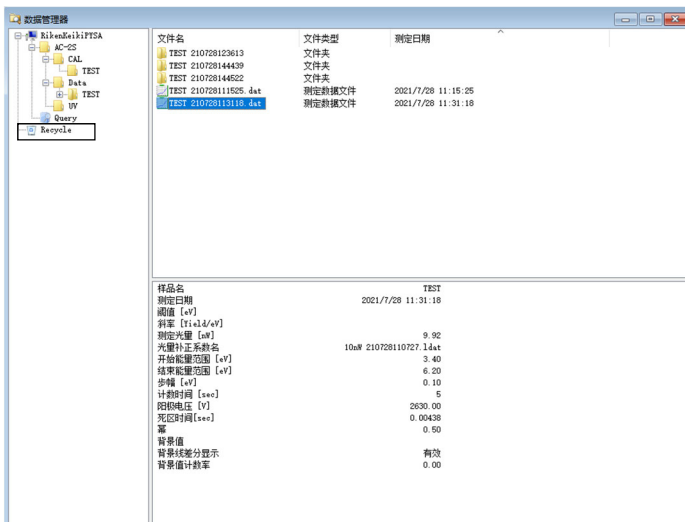 数据管理器
RikenKeikiPYSA
AC-2S
CAL
TEST
Data
TEST
UV
Query
Recycle
文件名 文件类型 测定日期
TEST 210728123613 文件夹
TEST 210728144439 文件夹
TEST 210728144522 文件夹
TEST 210728111525.dat 测定数据文件 2021/7/28 11:15:25
TEST 210728113118.dat 测定数据文件 2021/7/28 11:31:18
样品名 TEST
测定日期 2021/7/28 11:31:18
阈值 [eV]
斜率 [Yield/eV]
测定光量 [nW] 9.92
光量补正系数名 10nW 210728110727.ldat
开始能量范围 [eV] 3.40
结束能量范围 [eV] 6.20
步幅 [eV] 0.10
计数时间 [sec] 5
阳极电压 [V] 2630.00
死区时间[sec] 0.00438
幂 0.50
背景值
背景线差分显示 有效
背景值计数率 0.00